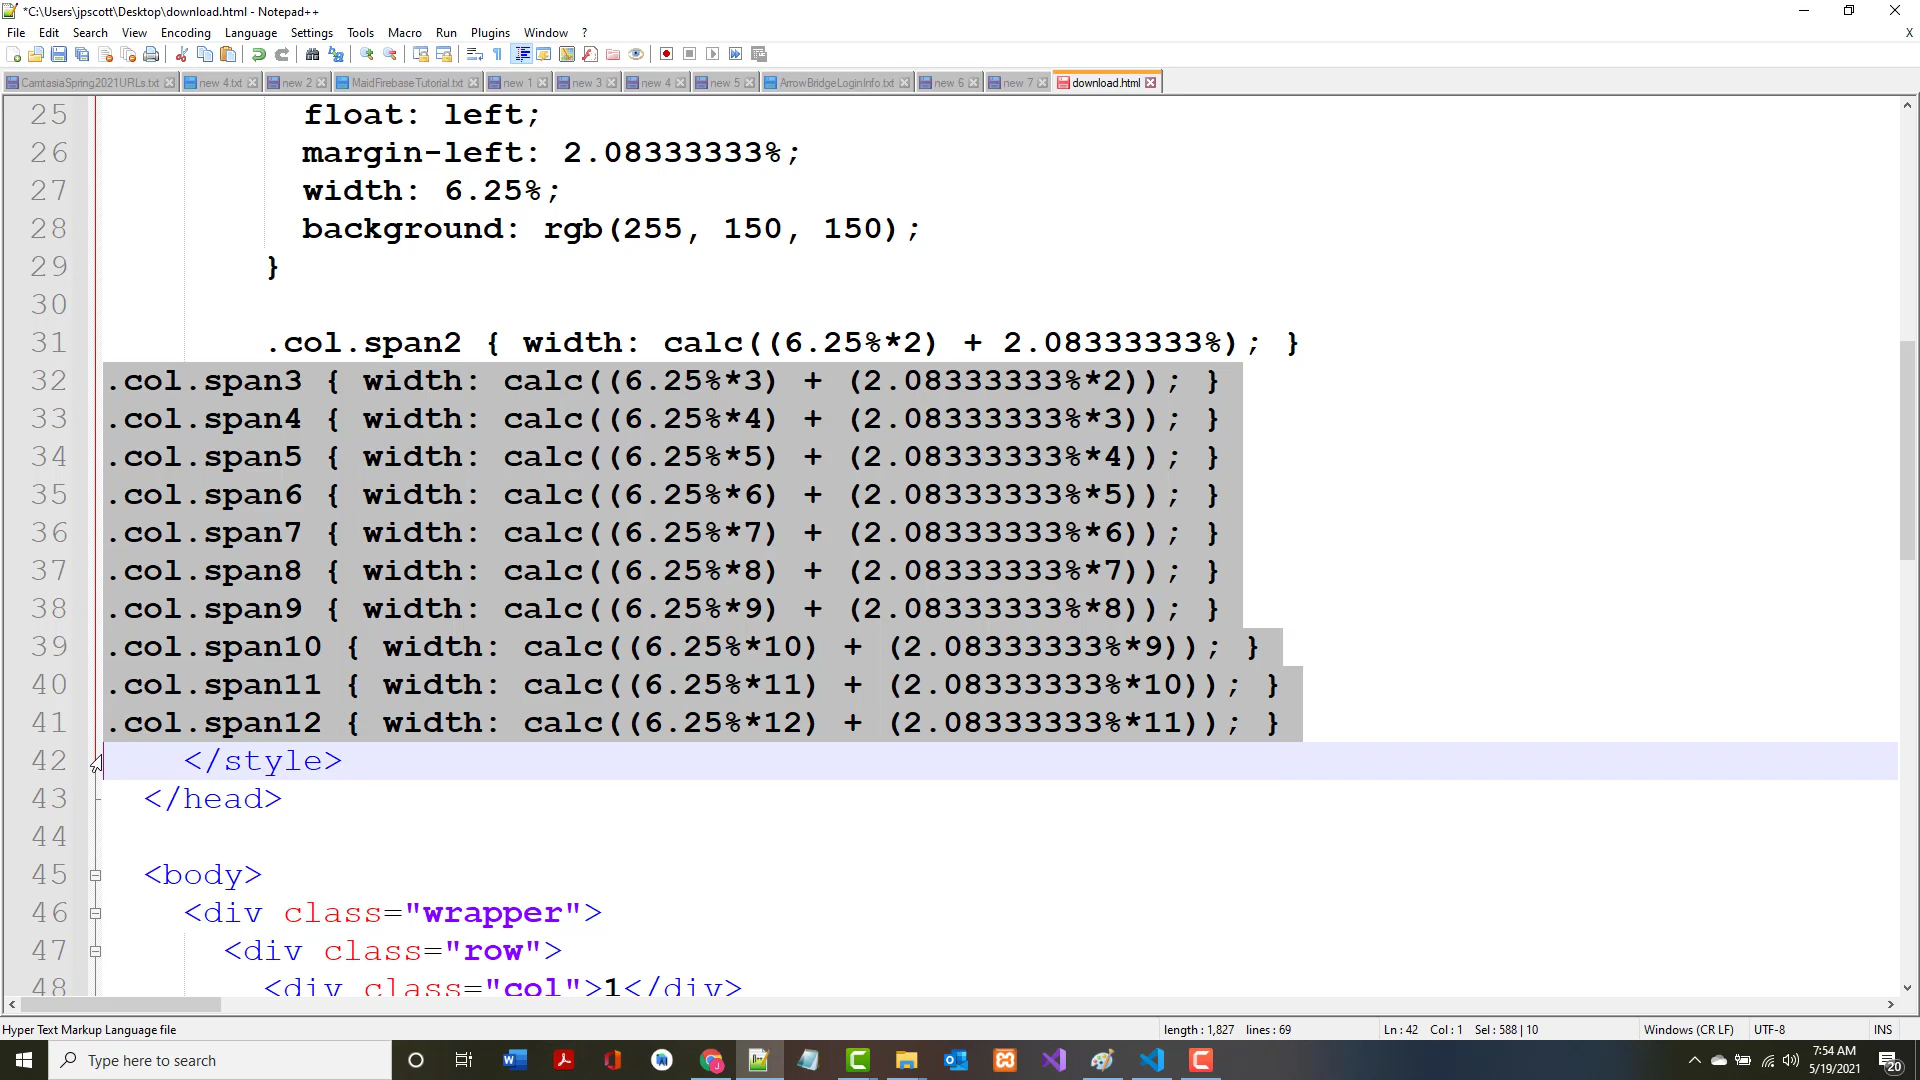 *C:\Users\jpscott\Desktop\download.html - Notepad++
File Edit Search View Encoding Language Settings Tools Macro Run Plugins Window ?
X
CamtasiaSpring2021URLs.txt new 4.txt new 2 MaidFirebaseTutorial.txt new 1 new 3 new 4 new 5 ArrowBridgeLoginInfo.txt new 6 new 7 download.html
25 float: left;
26 margin-left: 2.08333333%;
27 width: 6.25%;
28 background: rgb(255, 150, 150);
29 }
30
31 .col.span2 { width: calc((6.25%*2) + 2.08333333%); }
32 .col.span3 { width: calc((6.25%*3) + (2.08333333%*2)); }
33 .col.span4 { width: calc((6.25%*4) + (2.08333333%*3)); }
34 .col.span5 { width: calc((6.25%*5) + (2.08333333%*4)); }
35 .col.span6 { width: calc((6.25%*6) + (2.08333333%*5)); }
36 .col.span7 { width: calc((6.25%*7) + (2.08333333%*6)); }
37 .col.span8 { width: calc((6.25%*8) + (2.08333333%*7)); }
38 .col.span9 { width: calc((6.25%*9) + (2.08333333%*8)); }
39 .col.span10 { width: calc((6.25%*10) + (2.08333333%*9)); }
40 .col.span11 { width: calc((6.25%*11) + (2.08333333%*10)); }
41 .col.span12 { width: calc((6.25%*12) + (2.08333333%*11)); }
42 </style>
43 </head>
44
45 <body>
46 <div class="wrapper">
47 <div class="row">
48 <div class="col">1</div>
Hyper Text Markup Language file length : 1,827 lines : 69 Ln : 42 Col : 1 Sel : 588 | 10 Windows (CR LF) UTF-8 INS
Type here to search
7:54 AM
5/19/2021
20